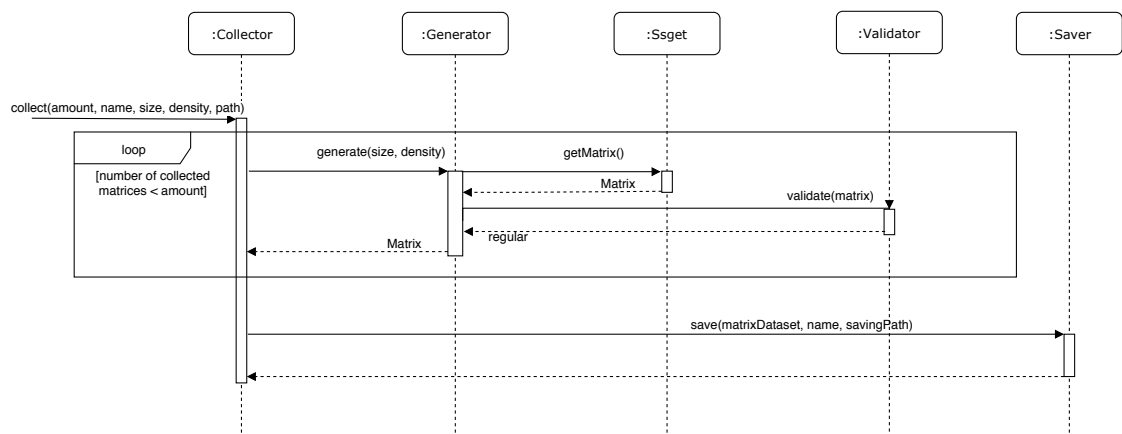 :Collector
:Generator
:Ssget
:Validator
:Saver
collect(amount, name, size, density, path)
loop
generate(size, density)
getMatrix()
[number of collected
matrices < amount]
Matrix
validate(matrix)
regular
Matrix
save(matrixDataset, name, savingPath)